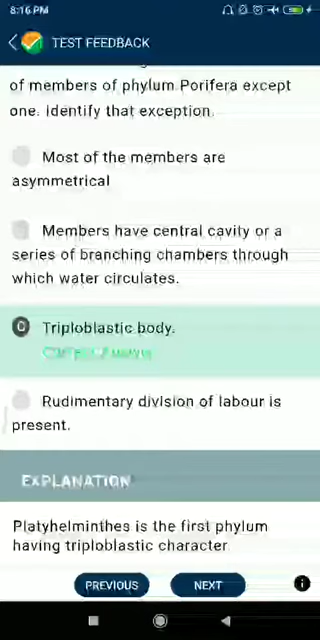 8:16 PM
TEST FEEDBACK
of members of phylum Porifera except
one. identify that exception.
Most of the members are
asymmetrical
Members have central cavity or a
series of branching chambers through
which water circulates.
Triploblastic body.
Rudimentary division of labour is
present.
EXPLANATION
Platyhelminthes is the first phylum
having triploblastic character
PREVIOUS
NEXT